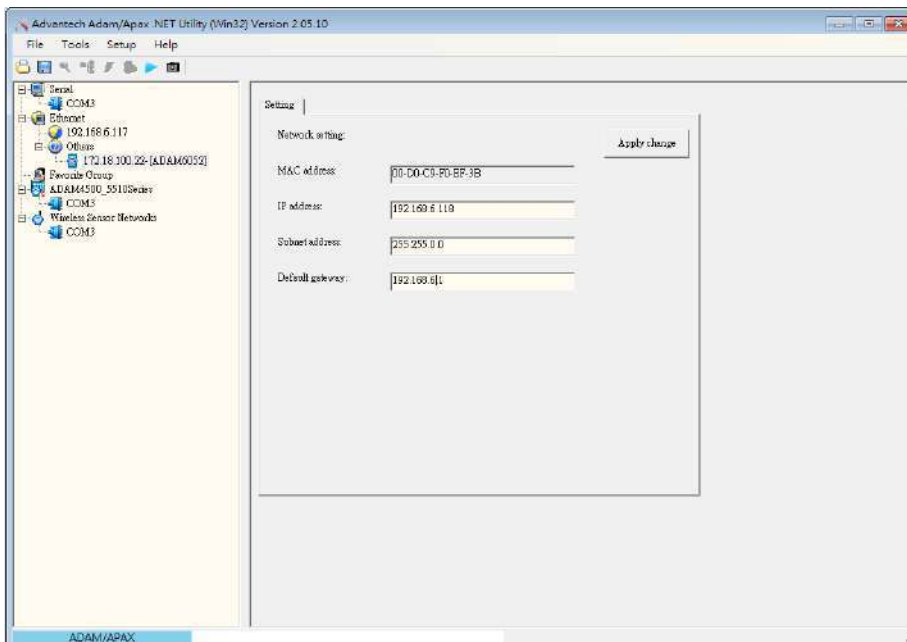 Advantech Adam/Apax .NET Utility (Win32) Version 2.05.10
File Tools Setup Help
Serial
COM3
Ethernet
192.168.6.117
Others
172.18.100.22-[ADAM6052]
Favorite Group
ADAM4500_5510Series
COM3
Wireless Sensor Networks
COM3
Setting
Network setting:
Apply change
MAC address:
00-D0-C9-F0-BF-3B
IP address:
192.168.6.118
Subnet address:
255.255.0.0
Default gateway:
192.168.6.1
ADAM/APAX